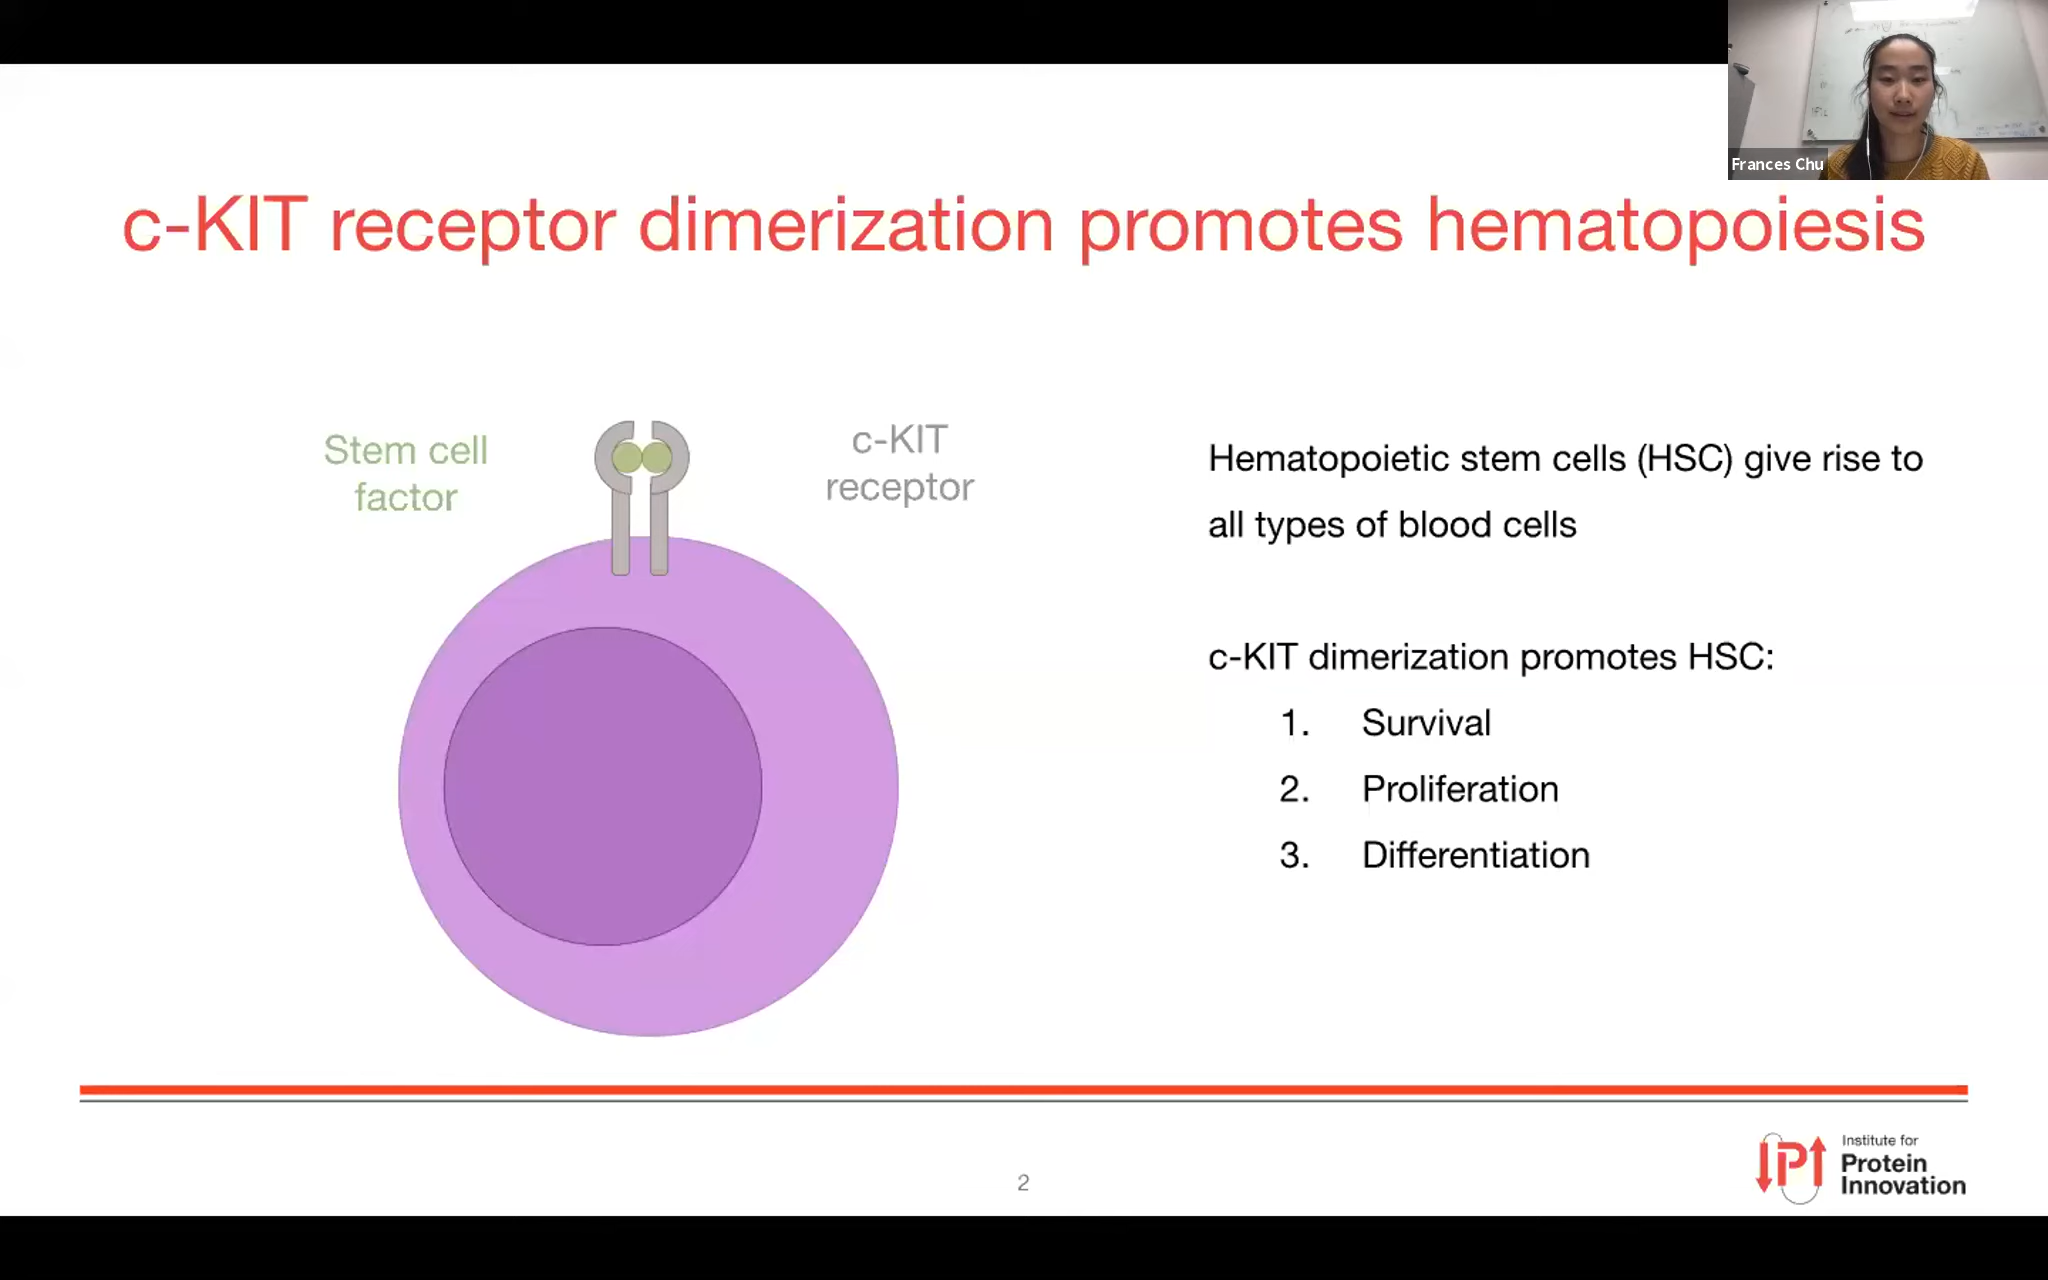 Frances Chu
c-KIT receptor dimerization promotes hematopoiesis
Stem cell
factor
c-KIT
receptor
Hematopoietic stem cells (HSC) give rise to
all types of blood cells
c-KIT dimerization promotes HSC:
1. Survival
2. Proliferation
3. Differentiation
2
IPI
Institute for
Protein
Innovation